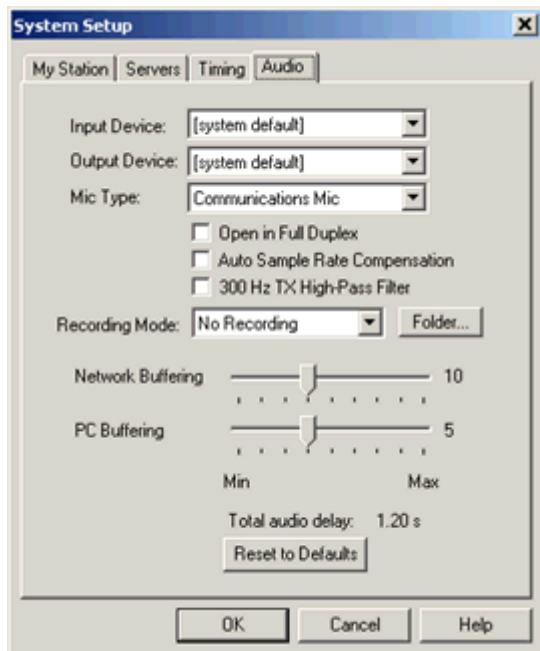 System Setup
My Station Servers Timing Audio
Input Device: [system default]
Output Device: [system default]
Mic Type: Communications Mic
Open in Full Duplex
Auto Sample Rate Compensation
300 Hz TX High-Pass Filter
Recording Mode: No Recording Folder...
Network Buffering 10
PC Buffering 5
Min Max
Total audio delay: 1.20 s
Reset to Defaults
OK Cancel Help